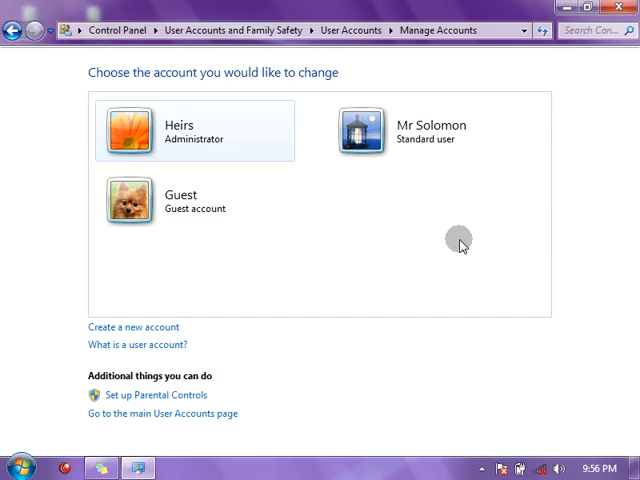 Control Panel User Accounts and Family Safety User Accounts Manage Accounts Search Con...
Choose the account you would like to change
Heirs
Administrator
Mr Solomon
Standard user
Guest
Guest account
Create a new account
What is a user account?
Additional things you can do
Set up Parental Controls
Go to the main User Accounts page
9:56 PM